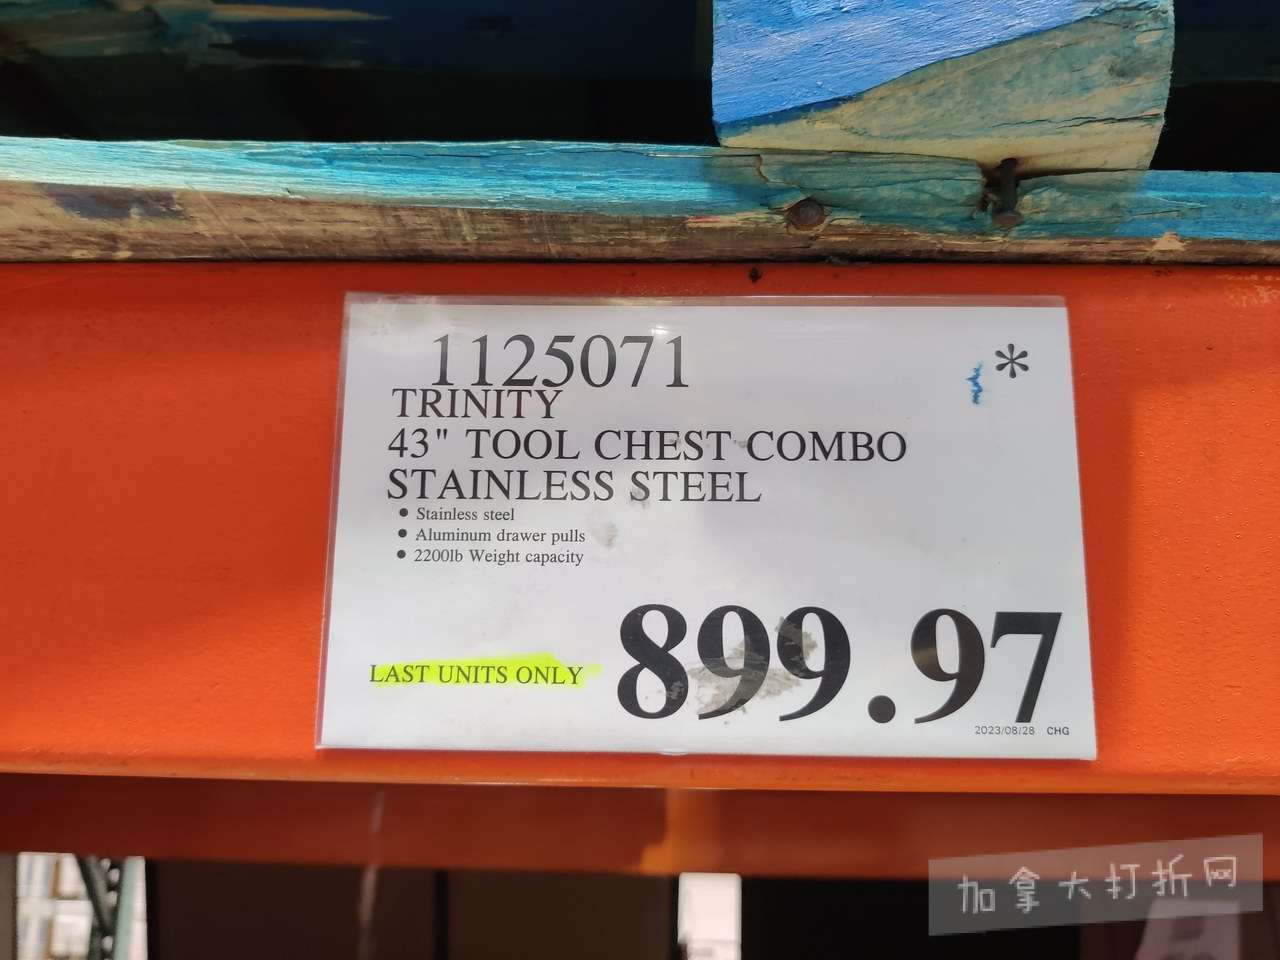 1125071
*
TRINITY
43" TOOL CHEST COMBO
STAINLESS STEEL
● Stainless steel
● Aluminum drawer pulls
● 2200lb Weight capacity
LAST UNITS ONLY
899.97
2023/08/28 CHG
加拿大打折网